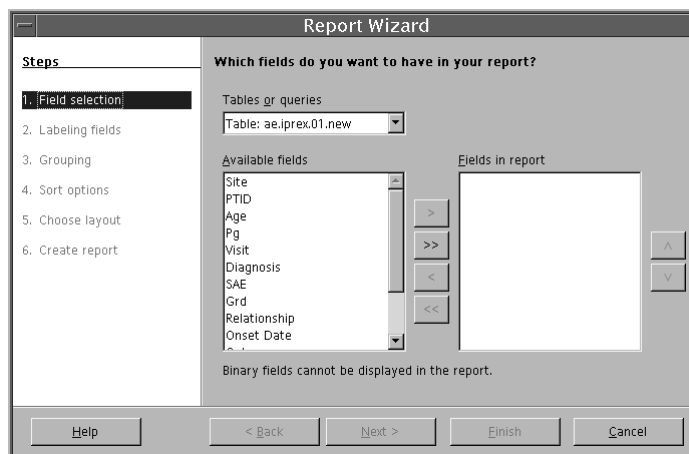 Report Wizard
Steps
1. Field selection
2. Labeling fields
3. Grouping
4. Sort options
5. Choose layout
6. Create report
Which fields do you want to have in your report?
Tables or queries
Table: ae.iprex.01.new
Available fields
Site
PTID
Age
Pg
Visit
Diagnosis
SAE
Grd
Relationship
Onset Date
>
>>
<
<<
Fields in report
Binary fields cannot be displayed in the report.
Help
< Back
Next >
Finish
Cancel